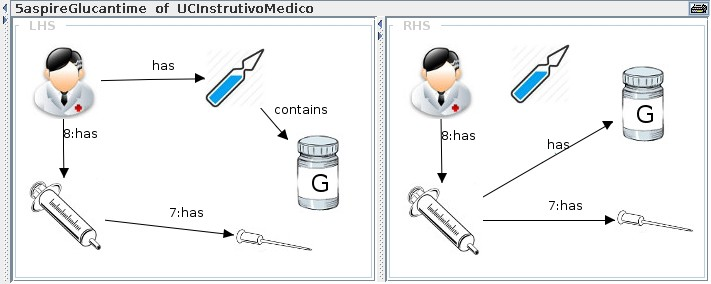 5aspireGlucantime of UCInstrutivoMedico
LHS
has
contains
8:has
G
7:has
RHS
G
8:has
has
7:has